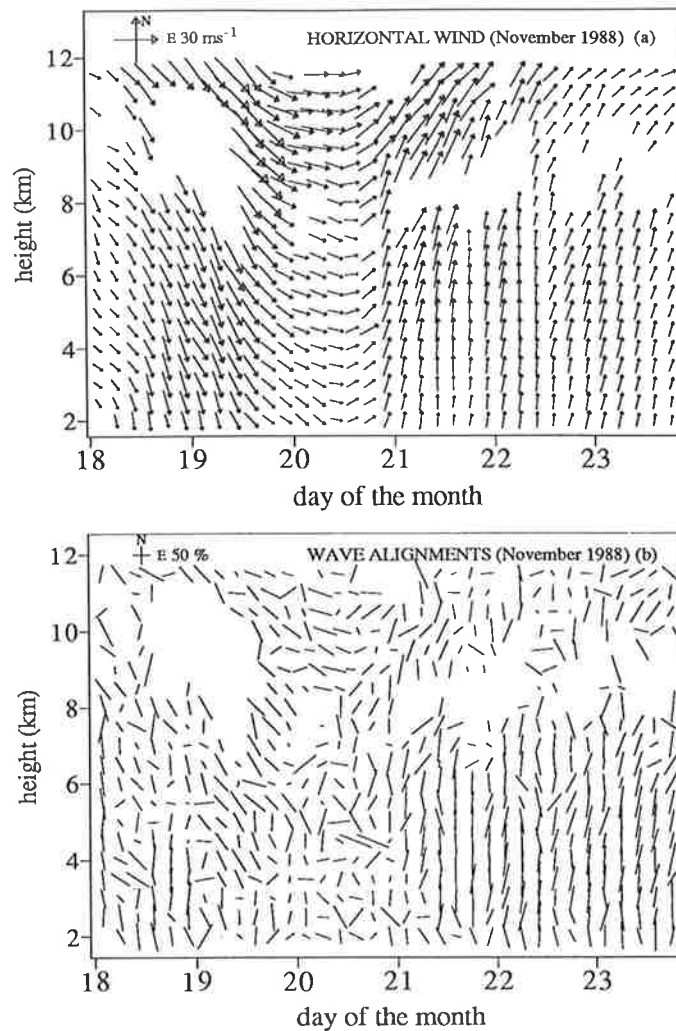 N
E 30 ms⁻¹ HORIZONTAL WIND (November 1988) (a)
12
10
8
6
4
2
height (km)
18 19 20 21 22 23
day of the month
N
E 50 % WAVE ALIGNMENTS (November 1988) (b)
12
10
8
6
4
2
height (km)
18 19 20 21 22 23
day of the month